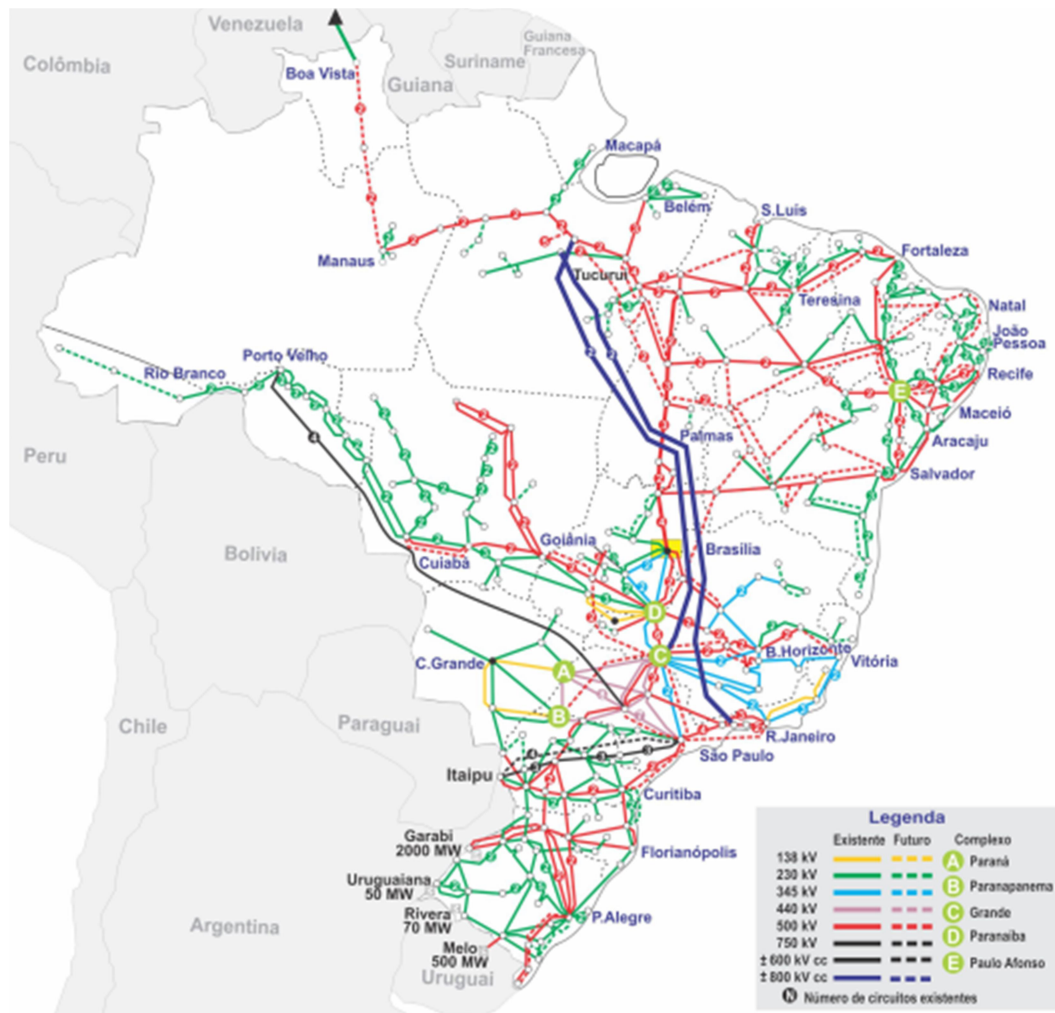 Venezuela
Guiana
Francesa
Suriname
Colômbia
Boa Vista
Guiana
Macapá
Belém
S.Luis
Fortaleza
Manaus
Tucuruí
Teresina
Natal
João
Pessoa
Porto Velho
Rio Branco
Recife
E
Maceió
Palmas
Aracaju
Peru
Salvador
Goiânia
Brasília
Bolívia
Cuiabá
D
C
B.Horizonte
Vitória
C.Grande
A
B
Chile
Paraguai
R.Janeiro
São Paulo
Itaipu
Curitiba
Garabi
2000 MW
Florianópolis
Uruguaiana
50 MW
Rivera
70 MW
P.Alegre
Argentina
Melo
500 MW
Uruguai
Legenda
Existente Futuro Complexo
138 kV A Paraná
230 kV
345 kV B Paranapanema
440 kV C Grande
500 kV
750 kV D Paranaíba
± 600 kV cc E Paulo Afonso
± 800 kV cc
N Número de circuitos existentes